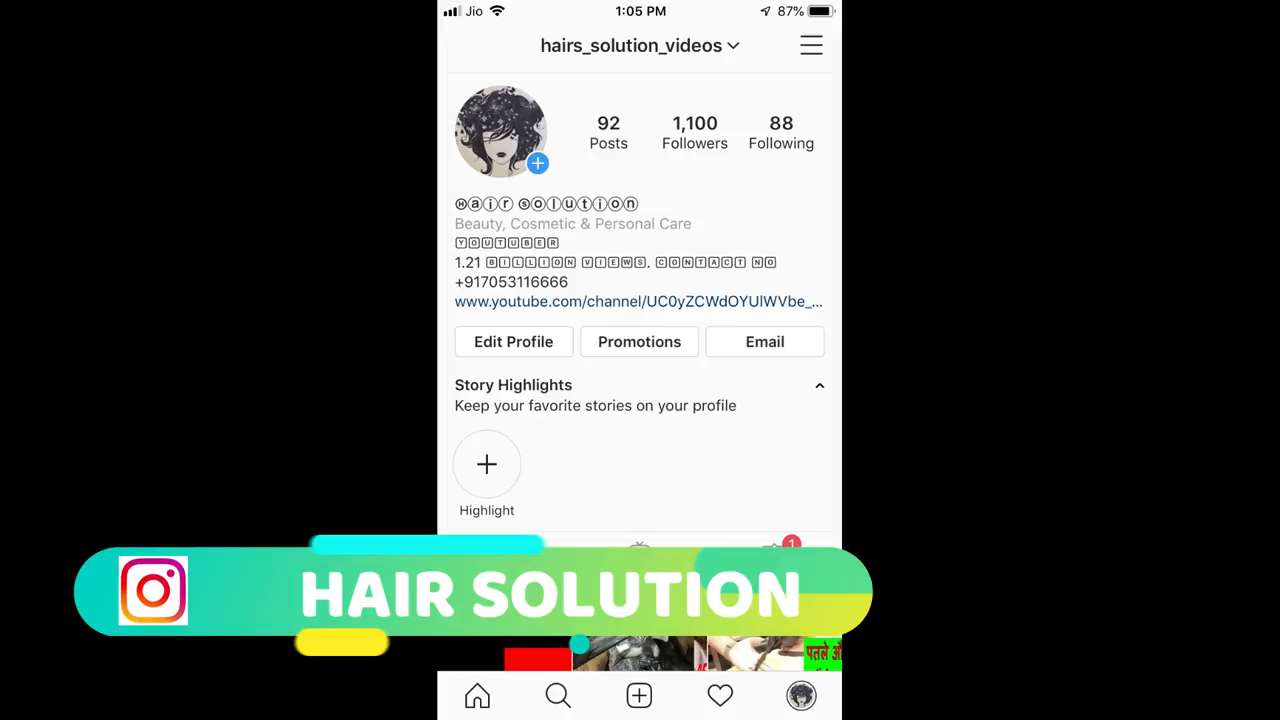 Jio
1:05 PM
87%
hairs_solution_videos
92
1,100
88
Posts
Followers
Following
Ⓗⓐⓘⓡ ⓢⓞⓛⓤⓣⓘⓞⓝ
Beauty, Cosmetic & Personal Care
🅈🄾🅄🅃🅄🄱🄴🅁
1.21 🄱🄸🄻🄻🄸🄾🄽 🅅🄸🄴🅆🅂. 🄲🄾🄽🅃🄰🄲🅃 🄽🄾
+917053116666
www.youtube.com/channel/UC0yZCWdOYUlWVbe_...
Edit Profile
Promotions
Email
Story Highlights
Keep your favorite stories on your profile
Highlight
1
HAIR SOLUTION
पतले औ